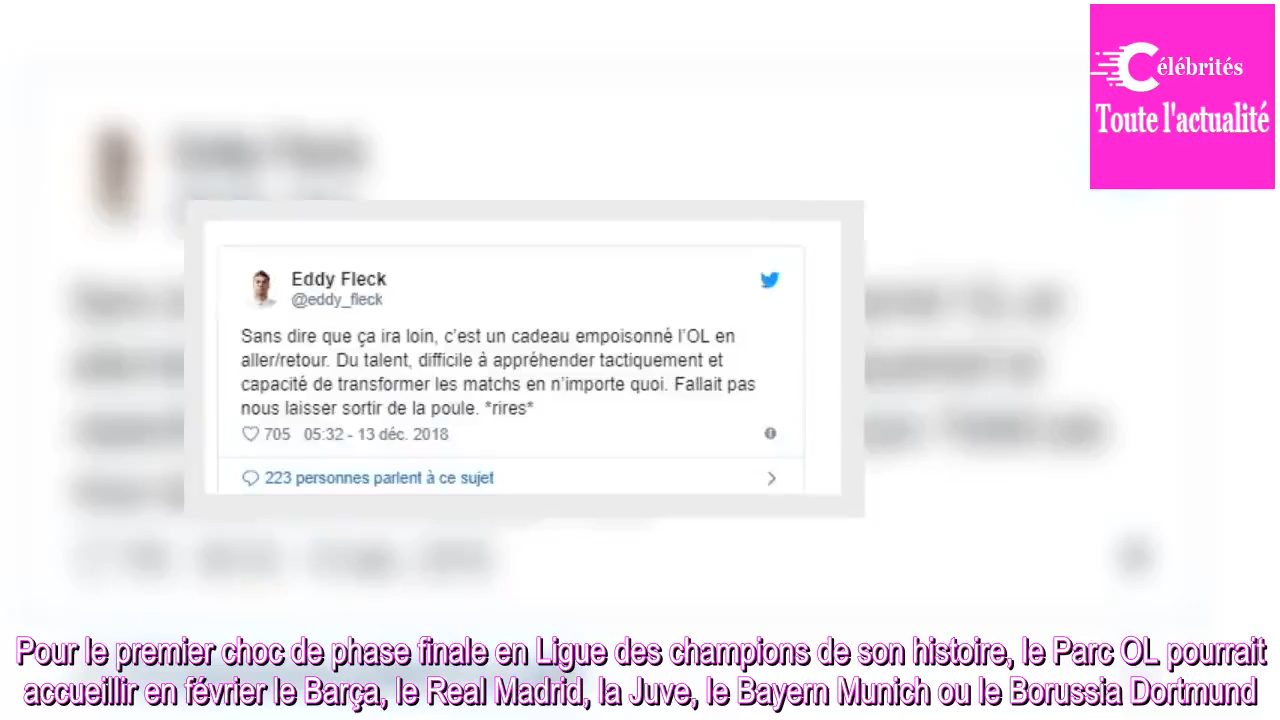 Célébrités
Toute l'actualité
Eddy Fleck
@eddy_fleck
Sans dire que ça ira loin, c'est un cadeau empoisonné l'OL en
aller/retour. Du talent, difficile à appréhender tactiquement et
capacité de transformer les matchs en n'importe quoi. Fallait pas
nous laisser sortir de la poule. *rires*
705 05:32 - 13 déc. 2018
223 personnes parlent à ce sujet
Pour le premier choc de phase finale en Ligue des champions de son histoire, le Parc OL pourrait
accueillir en février le Barça, le Real Madrid, la Juve, le Bayern Munich ou le Borussia Dortmund